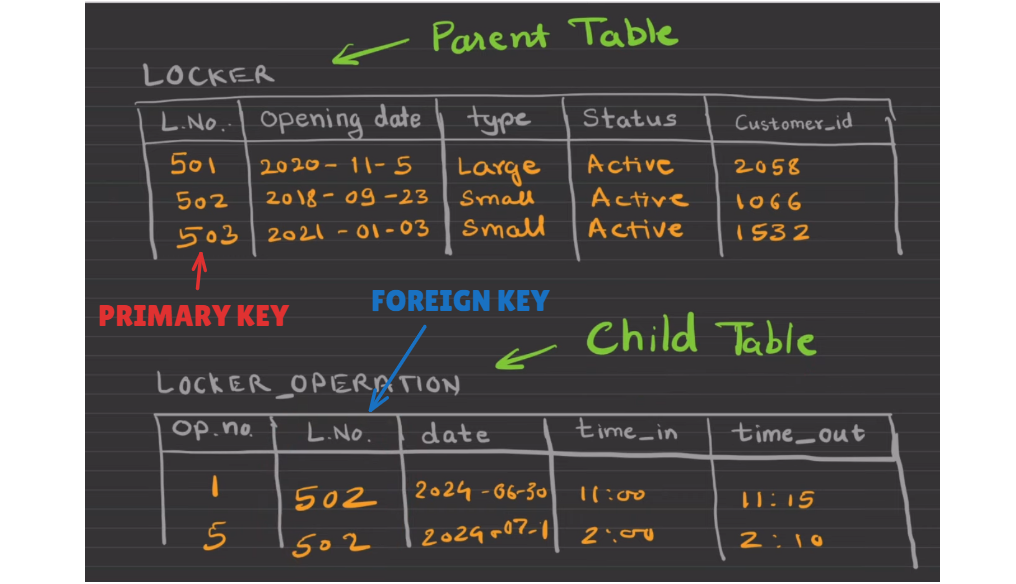 Parent Table
LOCKER
L.No. Opening date type Status Customer_id
501 2020-11-5 Large Active 2058
502 2018-09-23 Small Active 1066
503 2021-01-03 Small Active 1532
PRIMARY KEY
FOREIGN KEY
Child Table
LOCKER_OPERATION
Op.no. L.No. date time_in time_out
1 502 2024-06-30 11:00 11:15
5 502 2024-07-1 2:00 2:10